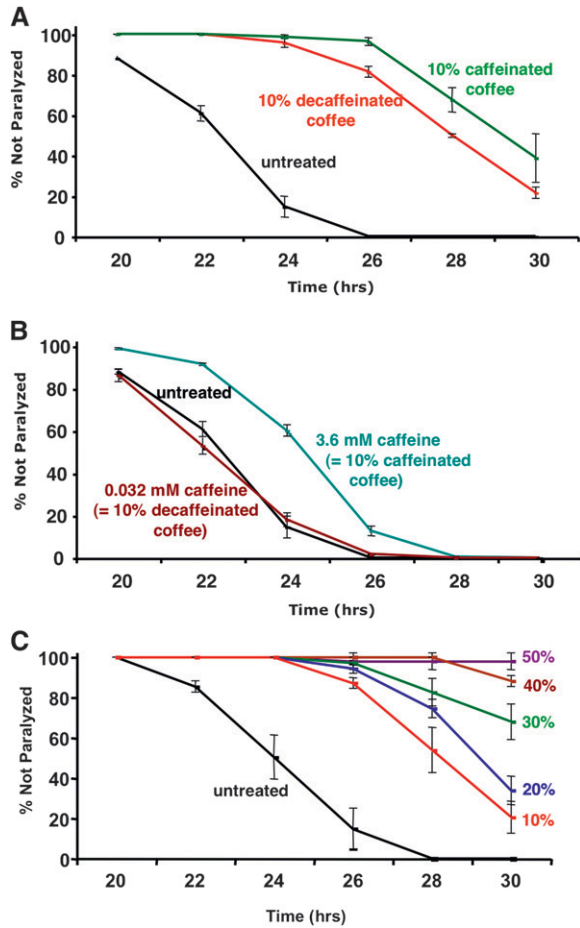 A
% Not Paralyzed
100
80
60
40
20
0
10% caffeinated
coffee
10% decaffeinated
coffee
untreated
20 22 24 26 28 30
Time (hrs)
B
% Not Paralyzed
100
80
60
40
20
0
untreated
3.6 mM caffeine
(= 10% caffeinated
coffee)
0.032 mM caffeine
(= 10% decaffeinated
coffee)
20 22 24 26 28 30
Time (hrs)
C
% Not Paralyzed
100
80
60
40
20
0
50%
40%
30%
20%
10%
untreated
20 22 24 26 28 30
Time (hrs)